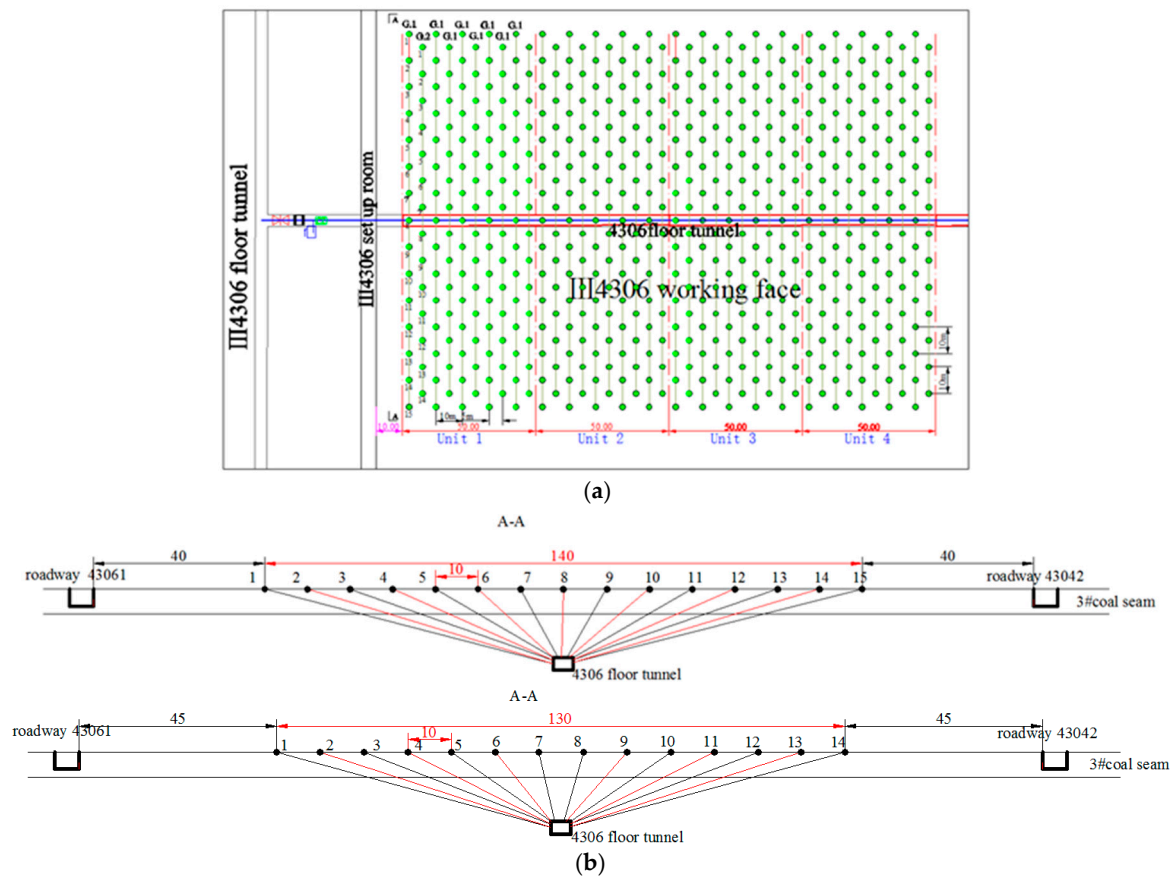 A
G.1 G.1 G.1 G.1
G.2 G.1 G.1 G.1
III4306 floor tunnel
III4306 set up room
4306floor tunnel
III4306 working face
10m
10m
A
10m
10.00 50.00 50.00 50.00 50.00
Unit 1 Unit 2 Unit 3 Unit 4
(a)
A-A
40 140 40
roadway 43061 1 2 3 4 5 10 6 7 8 9 10 11 12 13 14 15 roadway 43042
3#coal seam
4306 floor tunnel
A-A
45 130 45
roadway 43061 1 2 3 4 10 5 6 7 8 9 10 11 12 13 14 roadway 43042
3#coal seam
4306 floor tunnel
(b)